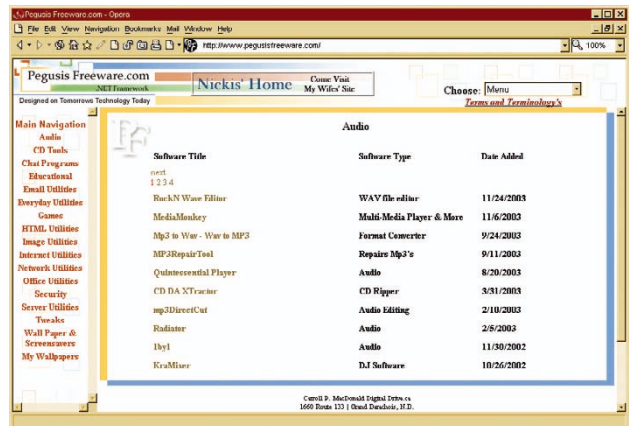 Pegusis Freeware.com - Opera
File Edit View Navigation Bookmarks Mail Window Help
http://www.pegusisfreeware.com/ 100%
Pegusis Freeware.com
.NET Framework
Designed on Tomorrows Technology Today
Nickis' Home
Come Visit
My Wifes' Site
Choose: Menu
Terms and Terminology's
Main Navigation
Audio
CD Tools
Chat Programs
Educational
Email Utilities
Everyday Utilities
Games
HTML Utilities
Image Utilities
Internet Utilities
Network Utilities
Office Utilities
Security
Server Utilities
Tweaks
Wall Paper &
Screensavers
My Wallpapers
PF
Audio
Software Title Software Type Date Added
next
1 2 3 4
RockN Wave Editor WAV file editor 11/24/2003
MediaMonkey Multi-Media Player & More 11/6/2003
Mp3 to Wav - Wav to MP3 Format Converter 9/24/2003
MP3RepairTool Repairs Mp3's 9/11/2003
Quintessential Player Audio 8/20/2003
CD DA XTractor CD Ripper 3/31/2003
mp3DirectCut Audio Editing 2/10/2003
Radiator Audio 2/5/2003
1by1 Audio 11/30/2002
KraMixer DJ Software 10/26/2002
Carroll P. MacDonald Digital Drive.ca
1660 Route 133 | Grand Barachois, N.B.